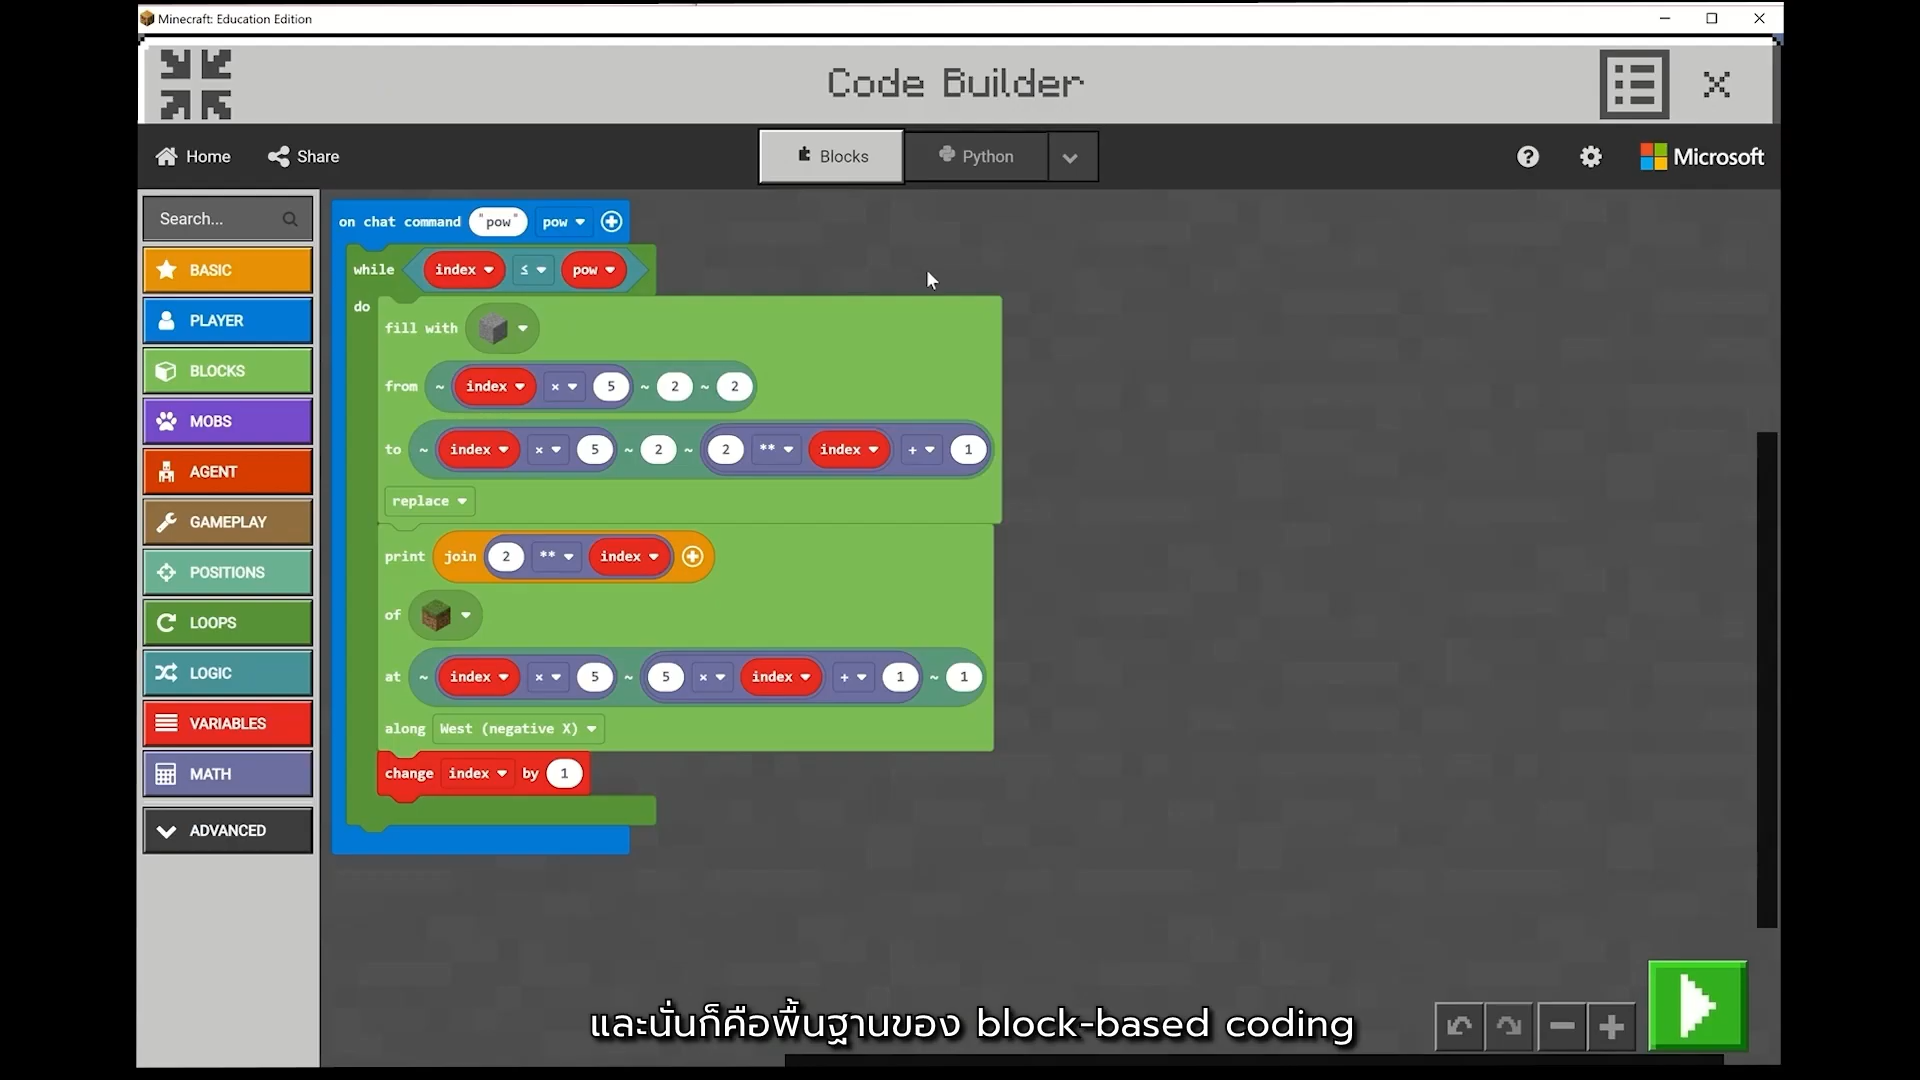 Minecraft: Education Edition
Code Builder
Home Share Blocks Python Microsoft
Search...
BASIC
PLAYER
BLOCKS
MOBS
AGENT
GAMEPLAY
POSITIONS
LOOPS
LOGIC
VARIABLES
MATH
ADVANCED
on chat command "pow" pow
while index ≤ pow
do
fill with
from ~ index × 5 ~ 2 ~ 2
to ~ index × 5 ~ 2 ~ 2 ** index + 1
replace
print join 2 ** index
of
at ~ index × 5 ~ 5 × index + 1 ~ 1
along West (negative X)
change index by 1
และนั่นก็คือพื้นฐานของ block-based coding